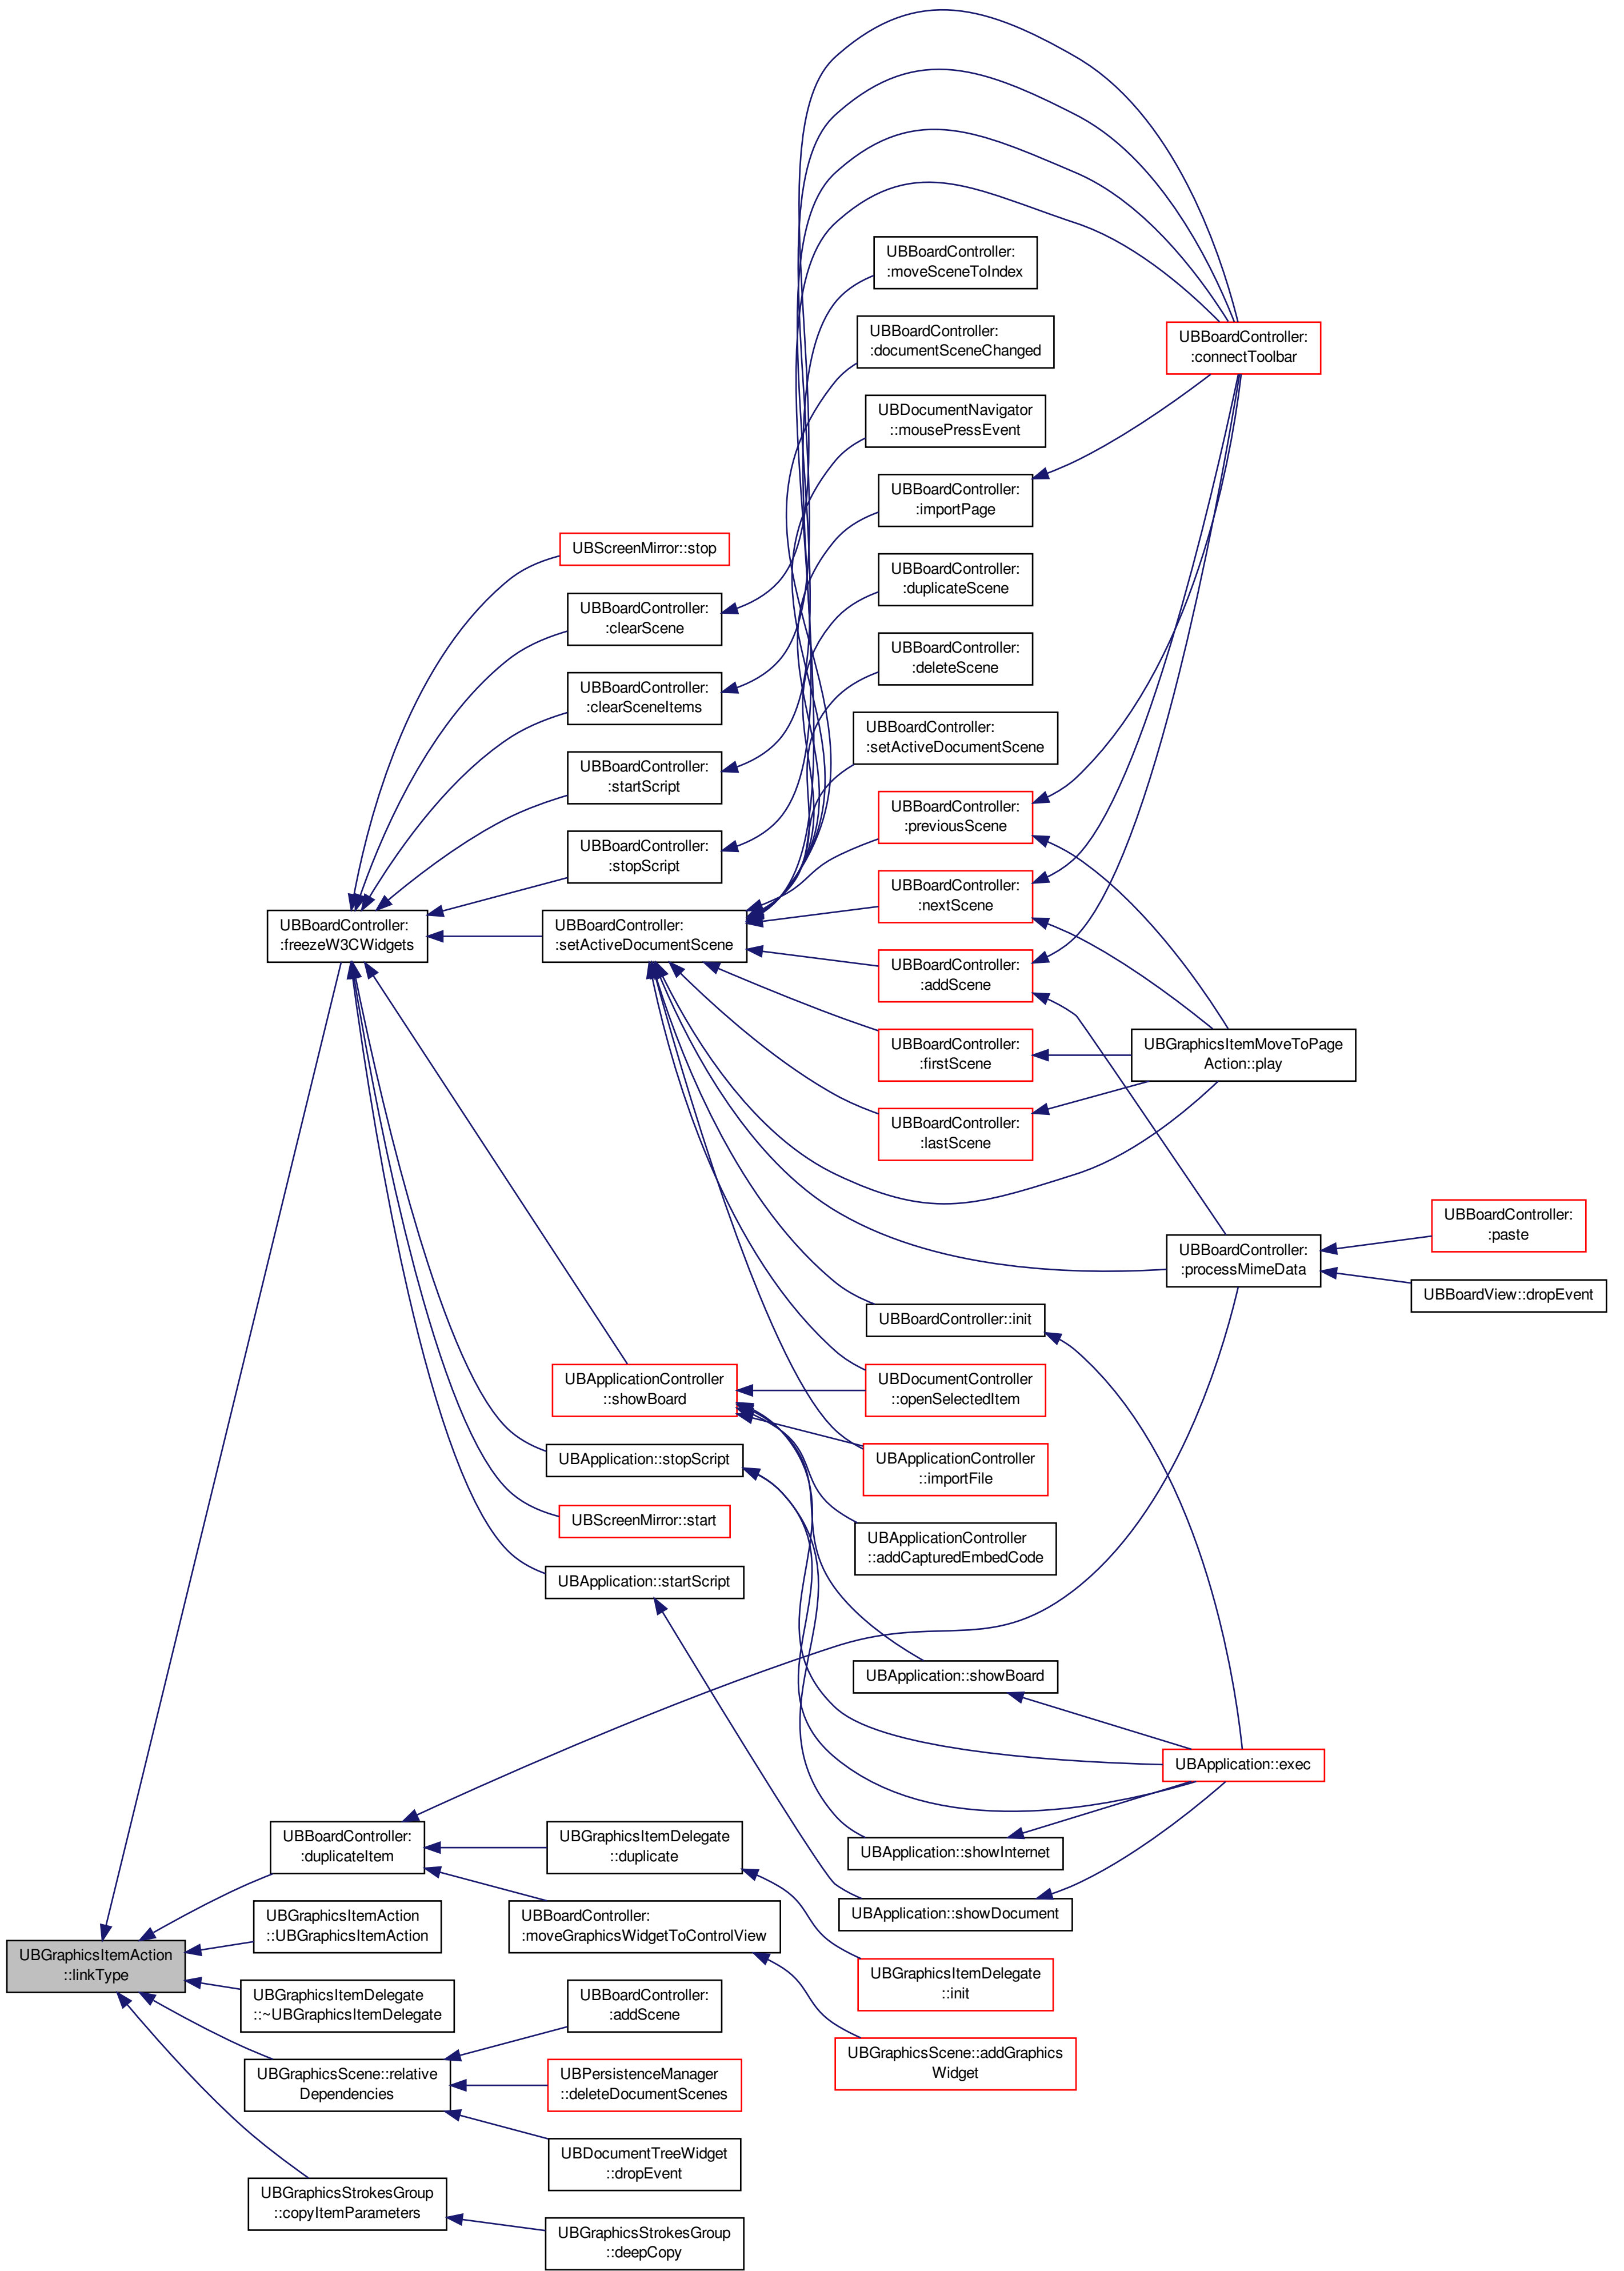 UBBoardController:
:moveSceneToIndex
UBBoardController:
:documentSceneChanged
UBBoardController:
:connectToolbar
UBDocumentNavigator
::mousePressEvent
UBBoardController:
:importPage
UBScreenMirror::stop
UBBoardController:
:duplicateScene
UBBoardController:
:clearScene
UBBoardController:
:deleteScene
UBBoardController:
:clearSceneItems
UBBoardController:
:setActiveDocumentScene
UBBoardController:
:startScript
UBBoardController:
:previousScene
UBBoardController:
:stopScript
UBBoardController:
:nextScene
UBBoardController:
:freezeW3CWidgets
UBBoardController:
:setActiveDocumentScene
UBBoardController:
:addScene
UBBoardController:
:firstScene
UBGraphicsItemMoveToPage
Action::play
UBBoardController:
:lastScene
UBBoardController:
:paste
UBBoardController:
:processMimeData
UBBoardView::dropEvent
UBBoardController::init
UBApplicationController
::showBoard
UBDocumentController
::openSelectedItem
UBApplication::stopScript
UBApplicationController
::importFile
UBScreenMirror::start
UBApplicationController
::addCapturedEmbedCode
UBApplication::startScript
UBApplication::showBoard
UBApplication::exec
UBBoardController:
:duplicateItem
UBGraphicsItemDelegate
::duplicate
UBApplication::showInternet
UBGraphicsItemAction
::UBGraphicsItemAction
UBBoardController:
:moveGraphicsWidgetToControlView
UBApplication::showDocument
UBGraphicsItemAction
::linkType
UBGraphicsItemDelegate
::init
UBGraphicsItemDelegate
::~UBGraphicsItemDelegate
UBBoardController:
:addScene
UBGraphicsScene::addGraphics
Widget
UBGraphicsScene::relative
Dependencies
UBPersistenceManager
::deleteDocumentScenes
UBDocumentTreeWidget
::dropEvent
UBGraphicsStrokesGroup
::copyItemParameters
UBGraphicsStrokesGroup
::deepCopy